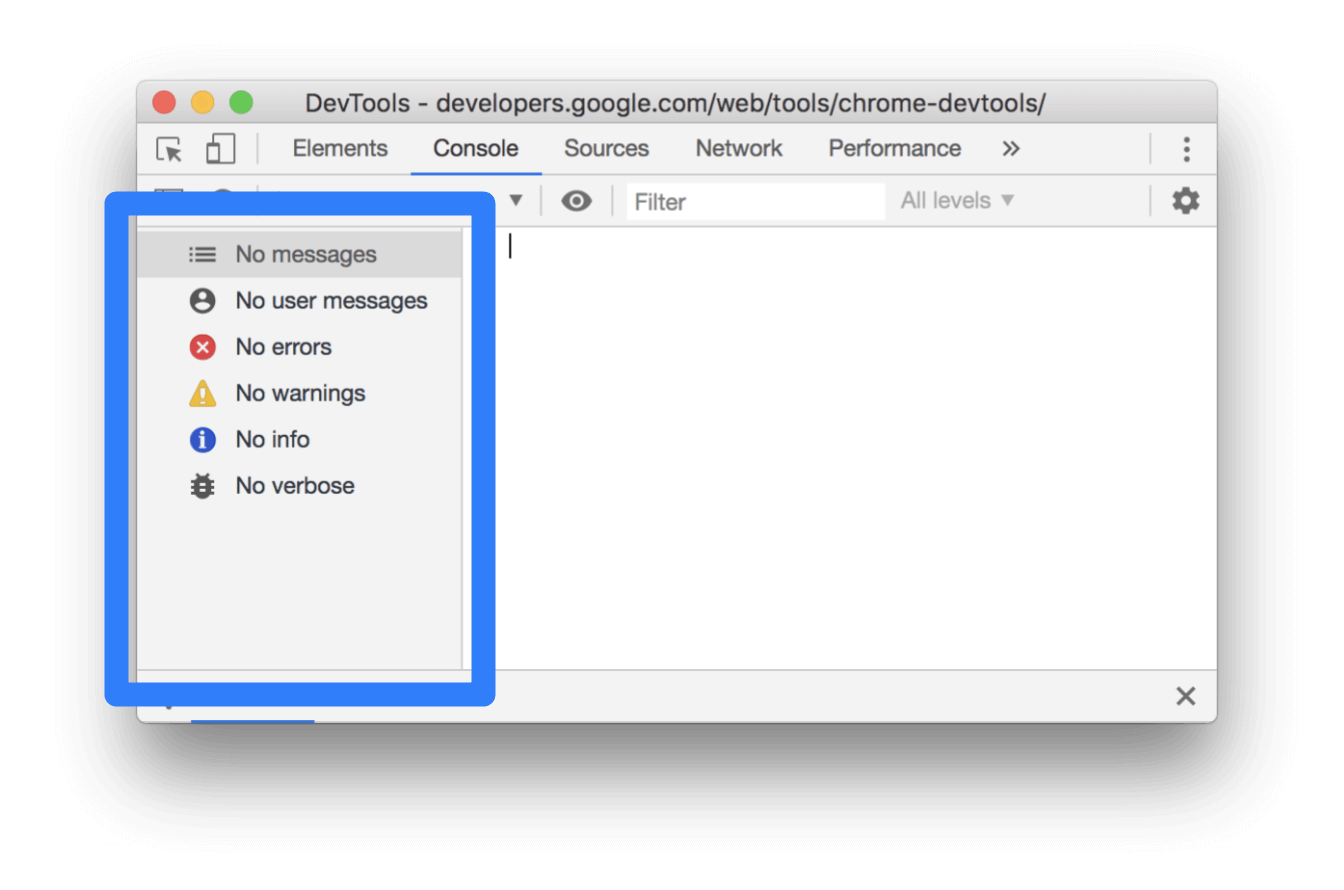 DevTools - developers.google.com/web/tools/chrome-devtools/
Elements Console Sources Network Performance »
Filter All levels ▼
No messages
No user messages
No errors
No warnings
No info
No verbose